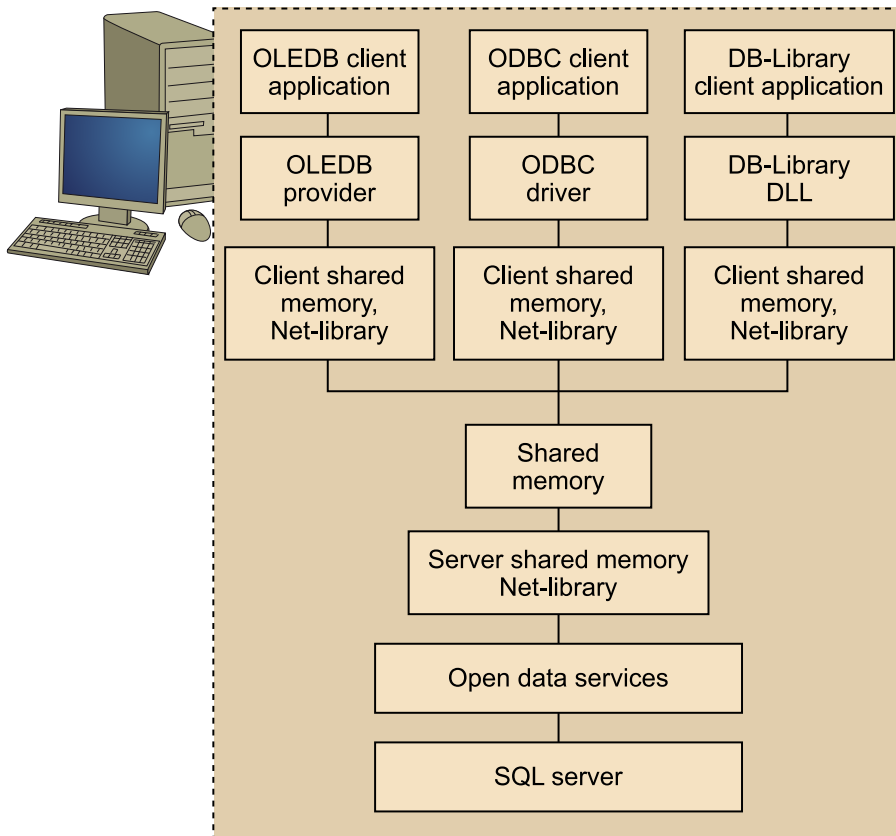 OLEDB client
application
ODBC client
application
DB-Library
client application
OLEDB
provider
ODBC
driver
DB-Library
DLL
Client shared
memory,
Net-library
Client shared
memory,
Net-library
Client shared
memory,
Net-library
Shared
memory
Server shared memory
Net-library
Open data services
SQL server